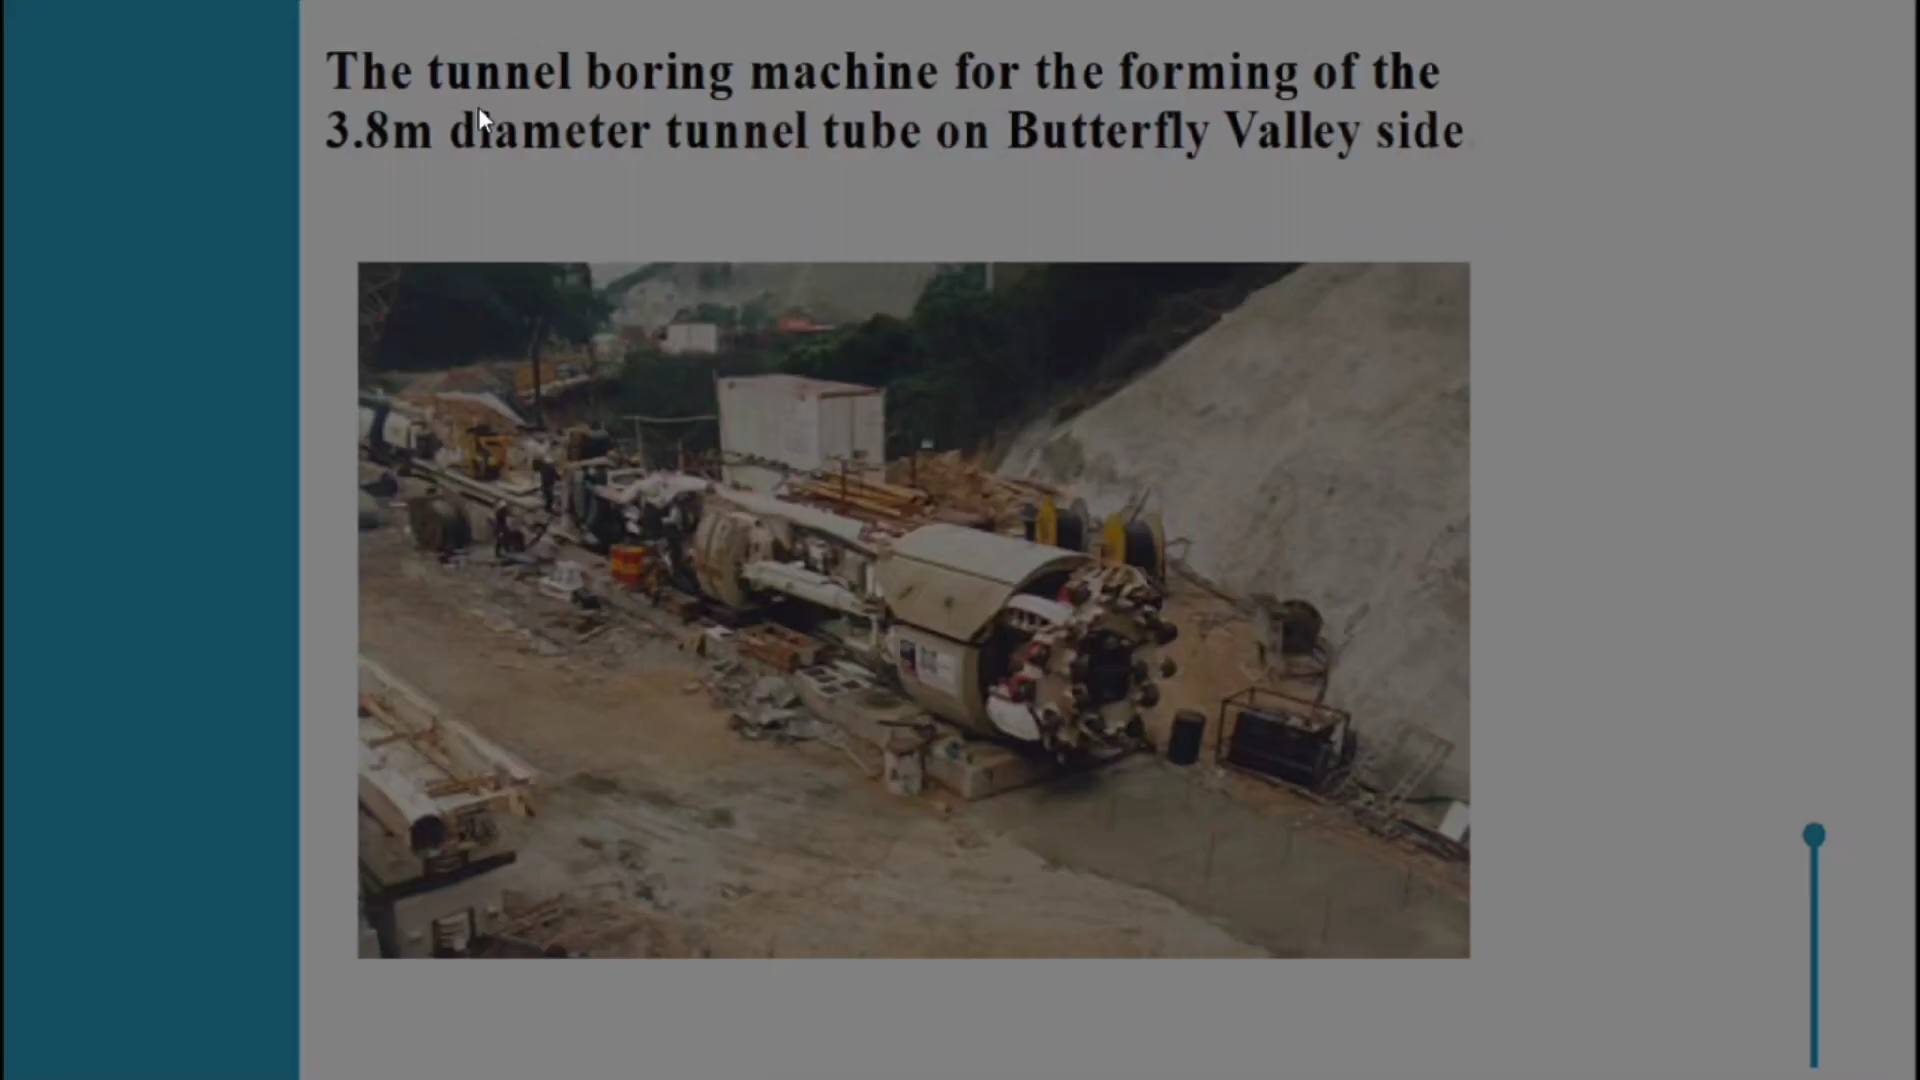 The tunnel boring machine for the forming of the
3.8m diameter tunnel tube on Butterfly Valley side